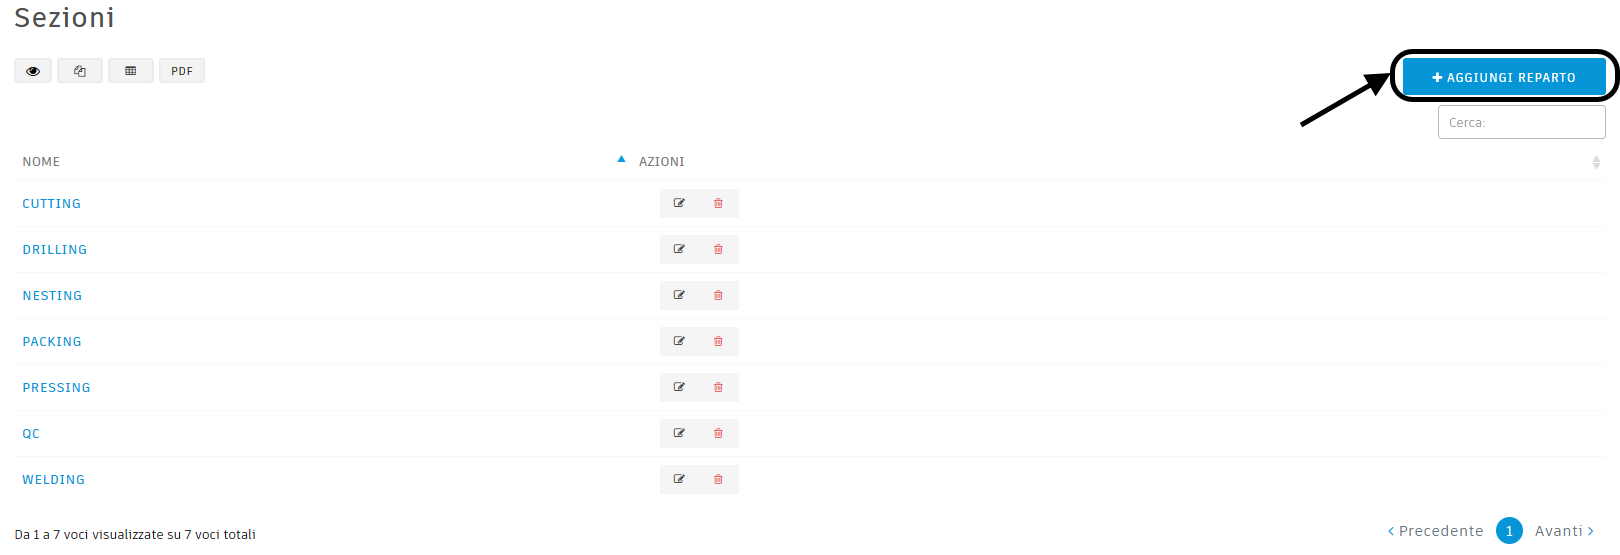 Sezioni
PDF
AGGIUNGI REPARTO
Cerca:
NOME AZIONI
CUTTING
DRILLING
NESTING
PACKING
PRESSING
QC
WELDING
Da 1 a 7 voci visualizzate su 7 voci totali
‹ Precedente 1 Avanti ›